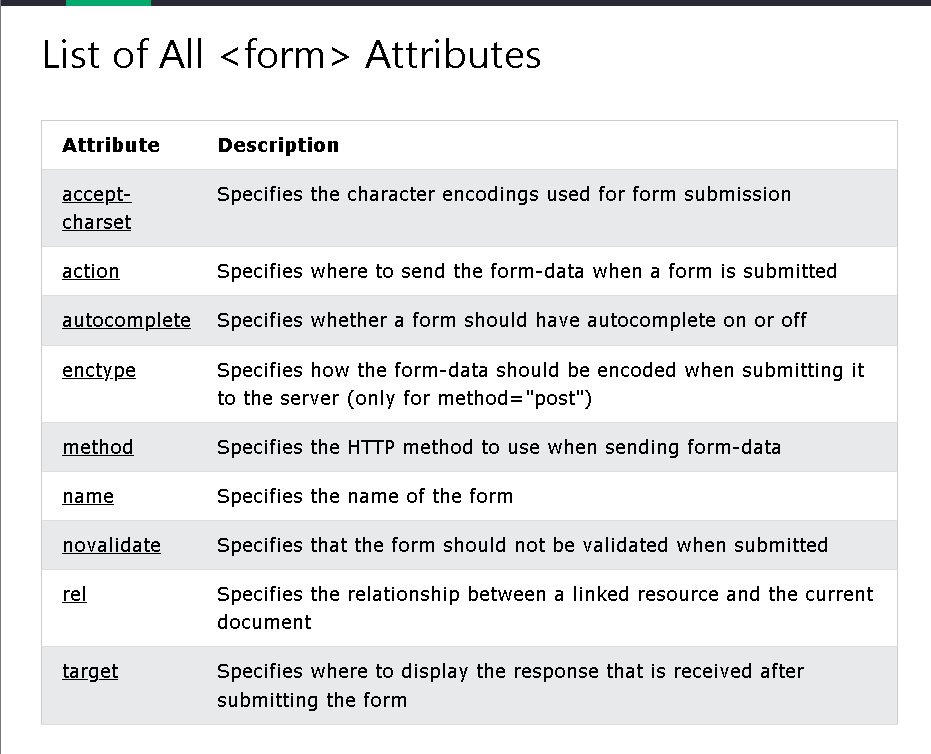 List of All <form> Attributes
Attribute Description
accept- Specifies the character encodings used for form submission
charset
action Specifies where to send the form-data when a form is submitted
autocomplete Specifies whether a form should have autocomplete on or off
enctype Specifies how the form-data should be encoded when submitting it
to the server (only for method="post")
method Specifies the HTTP method to use when sending form-data
name Specifies the name of the form
novalidate Specifies that the form should not be validated when submitted
rel Specifies the relationship between a linked resource and the current
document
target Specifies where to display the response that is received after
submitting the form